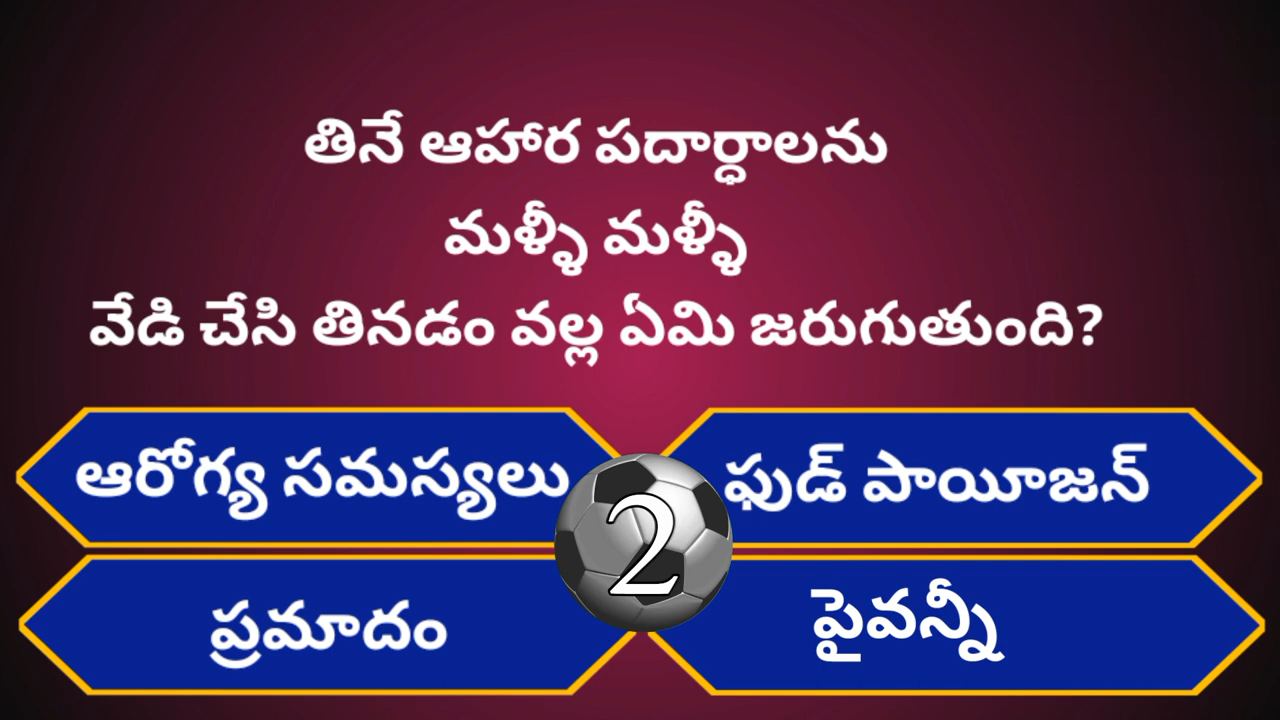 తినే ఆహార పదార్ధాలను
మళ్ళీ మళ్ళీ
వేడి చేసి తినడం వల్ల ఏమి జరుగుతుంది?
ఆరోగ్య సమస్యలు
ఫుడ్ పాయీజన్
2
ప్రమాదం
పైవన్నీ